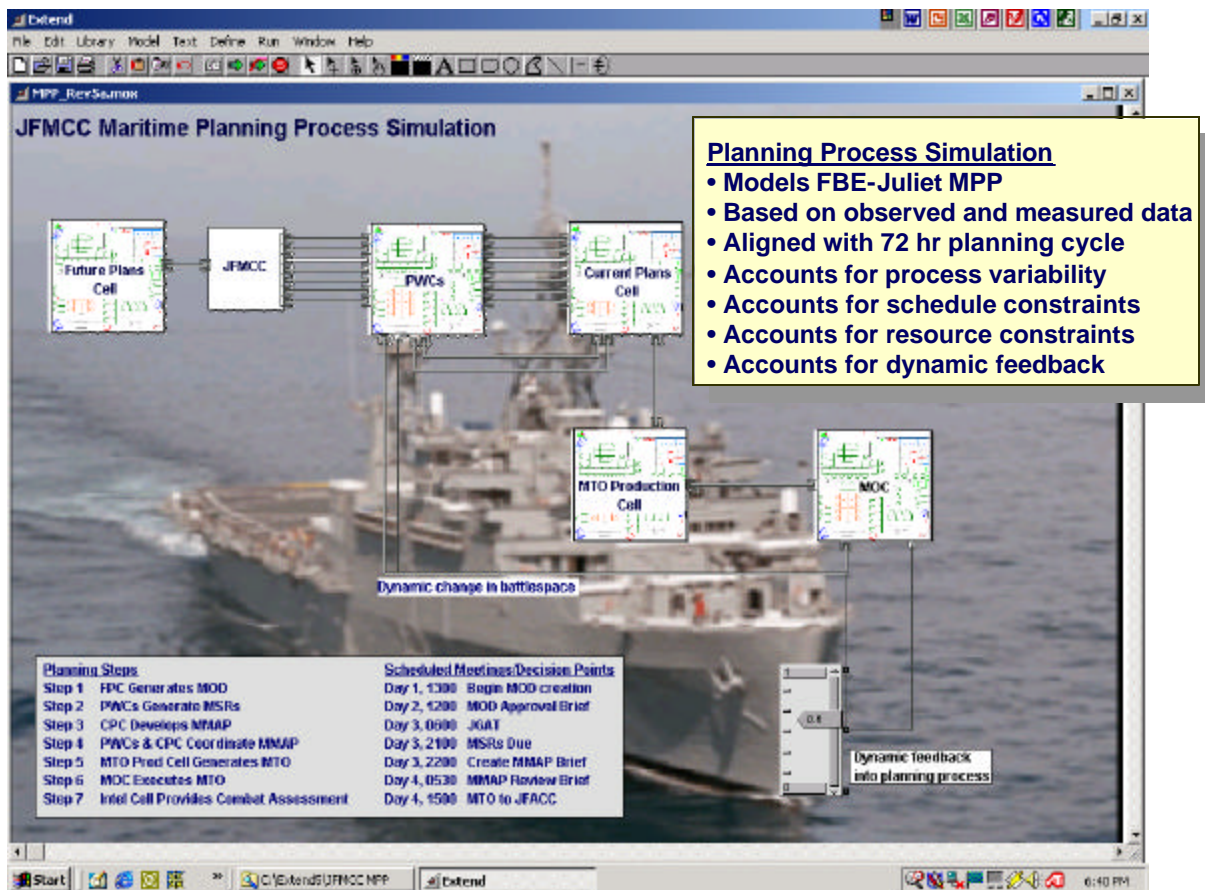 Extend
File Edit Library Model Text Define Run Window Help
MPP_Rev5a.mox
JFMCC Maritime Planning Process Simulation
Planning Process Simulation
• Models FBE-Juliet MPP
• Based on observed and measured data
• Aligned with 72 hr planning cycle
• Accounts for process variability
• Accounts for schedule constraints
• Accounts for resource constraints
• Accounts for dynamic feedback
Future Plans
Cell
JFMCC
PWCs
Current Plans
Cell
MTO Production
Cell
MOC
Dynamic change in battlespace
Planning Steps
Step 1 FPC Generates MOD
Step 2 PWCs Generate MSRs
Step 3 CPC Develops MMAP
Step 4 PWCs & CPC Coordinate MMAP
Step 5 MTO Prod Cell Generates MTO
Step 6 MOC Executes MTO
Step 7 Intel Cell Provides Combat Assessment
Scheduled Meetings/Decision Points
Day 1, 1300 Begin MOD creation
Day 2, 1200 MOD Approval Brief
Day 3, 0600 JGAT
Day 3, 2100 MSRs Due
Day 3, 2200 Create MMAP Brief
Day 4, 0530 MMAP Review Brief
Day 4, 1500 MTO to JFACC
1
0
Dynamic feedback
into planning process
Start
C:\Extend5\JFMCC MPP
Extend
6:40 PM